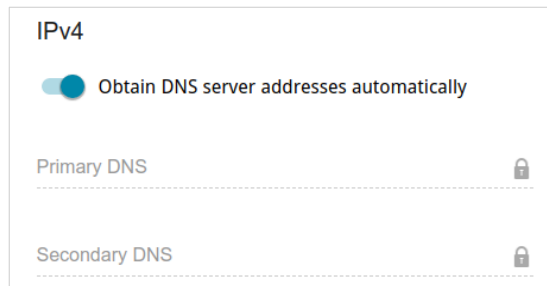 IPv4
Obtain DNS server addresses automatically
Primary DNS
Secondary DNS